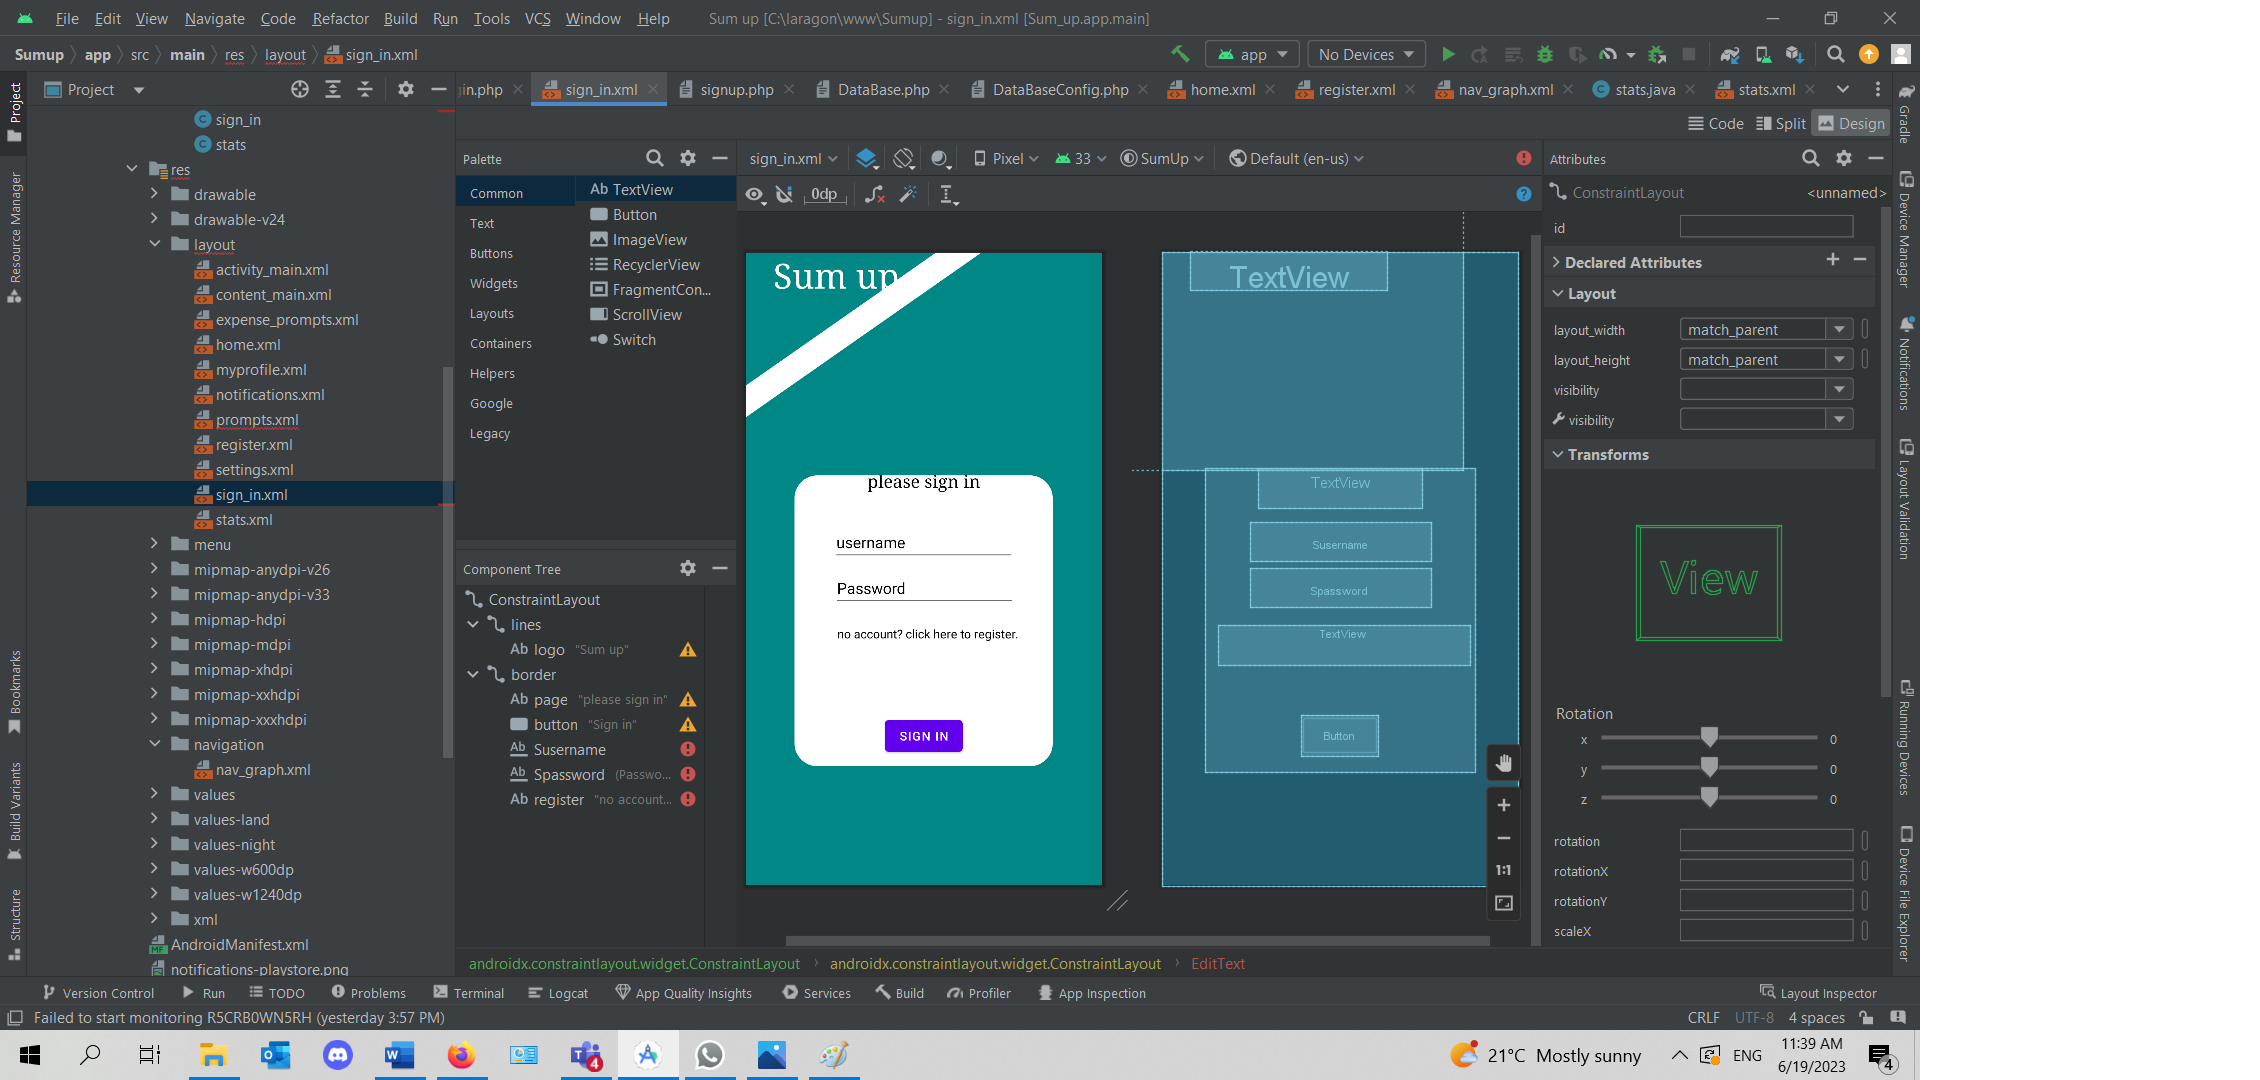 File Edit View Navigate Code Refactor Build Run Tools VCS Window Help Sum up [C:\laragon\www\Sumup] - sign_in.xml [Sum_up.app.main]
Sumup app src main res layout sign_in.xml app No Devices
Project in.php sign_in.xml signup.php DataBase.php DataBaseConfig.php home.xml register.xml nav_graph.xml stats.java stats.xml
Code Split Design
Project
Resource Manager
Bookmarks
Build Variants
Structure
sign_in
stats
res
drawable
drawable-v24
layout
activity_main.xml
content_main.xml
expense_prompts.xml
home.xml
myprofile.xml
notifications.xml
prompts.xml
register.xml
settings.xml
sign_in.xml
stats.xml
menu
mipmap-anydpi-v26
mipmap-anydpi-v33
mipmap-hdpi
mipmap-mdpi
mipmap-xhdpi
mipmap-xxhdpi
mipmap-xxxhdpi
navigation
nav_graph.xml
values
values-land
values-night
values-w600dp
values-w1240dp
xml
AndroidManifest.xml
notifications-playstore.png
Palette
Common
Text
Buttons
Widgets
Layouts
Containers
Helpers
Google
Legacy
Ab TextView
Button
ImageView
RecyclerView
FragmentCon...
ScrollView
Switch
Component Tree
ConstraintLayout
lines
Ab logo "Sum up"
border
Ab page "please sign in"
button "Sign in"
Ab Susername
Ab Spassword (Passwo...
Ab register "no account...
sign_in.xml Pixel 33 SumUp Default (en-us)
0dp
Sum up
please sign in
username
Password
no account? click here to register.
SIGN IN
TextView
TextView
Susername
Spassword
TextView
Button
1:1
Attributes
ConstraintLayout <unnamed>
id
Declared Attributes
Layout
layout_width match_parent
layout_height match_parent
visibility
visibility
Transforms
View
Rotation
x 0
y 0
z 0
rotation
rotationX
rotationY
scaleX
Gradle
Device Manager
Notifications
Layout Validation
Running Devices
Device File Explorer
androidx.constraintlayout.widget.ConstraintLayout androidx.constraintlayout.widget.ConstraintLayout EditText
Version Control Run TODO Problems Terminal Logcat App Quality Insights Services Build Profiler App Inspection Layout Inspector
Failed to start monitoring R5CRB0WN5RH (yesterday 3:57 PM) CRLF UTF-8 4 spaces
4
21°C Mostly sunny ENG 11:39 AM
6/19/2023
4